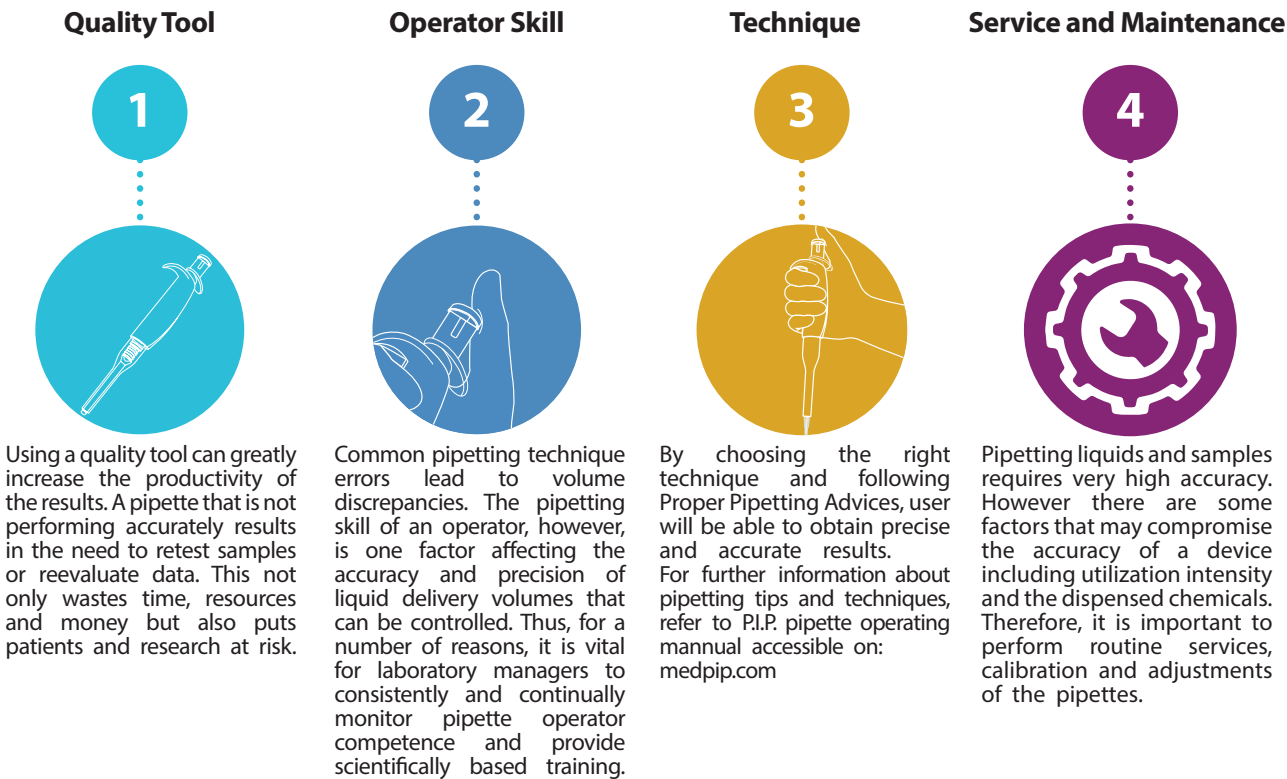 Quality Tool
1
Using a quality tool can greatly
increase the productivity of
the results. A pipette that is not
performing accurately results
in the need to retest samples
or reevaluate data. This not
only wastes time, resources
and money but also puts
patients and research at risk.
Operator Skill
2
Common pipetting technique
errors lead to volume
discrepancies. The pipetting
skill of an operator, however,
is one factor affecting the
accuracy and precision of
liquid delivery volumes that
can be controlled. Thus, for a
number of reasons, it is vital
for laboratory managers to
consistently and continually
monitor pipette operator
competence and provide
scientifically based training.
Technique
3
By choosing the right
technique and following
Proper Pipetting Advices, user
will be able to obtain precise
and accurate results.
For further information about
pipetting tips and techniques,
refer to P.I.P. pipette operating
mannual accessible on:
medpip.com
Service and Maintenance
4
Pipetting liquids and samples
requires very high accuracy.
However there are some
factors that may compromise
the accuracy of a device
including utilization intensity
and the dispensed chemicals.
Therefore, it is important to
perform routine services,
calibration and adjustments
of the pipettes.